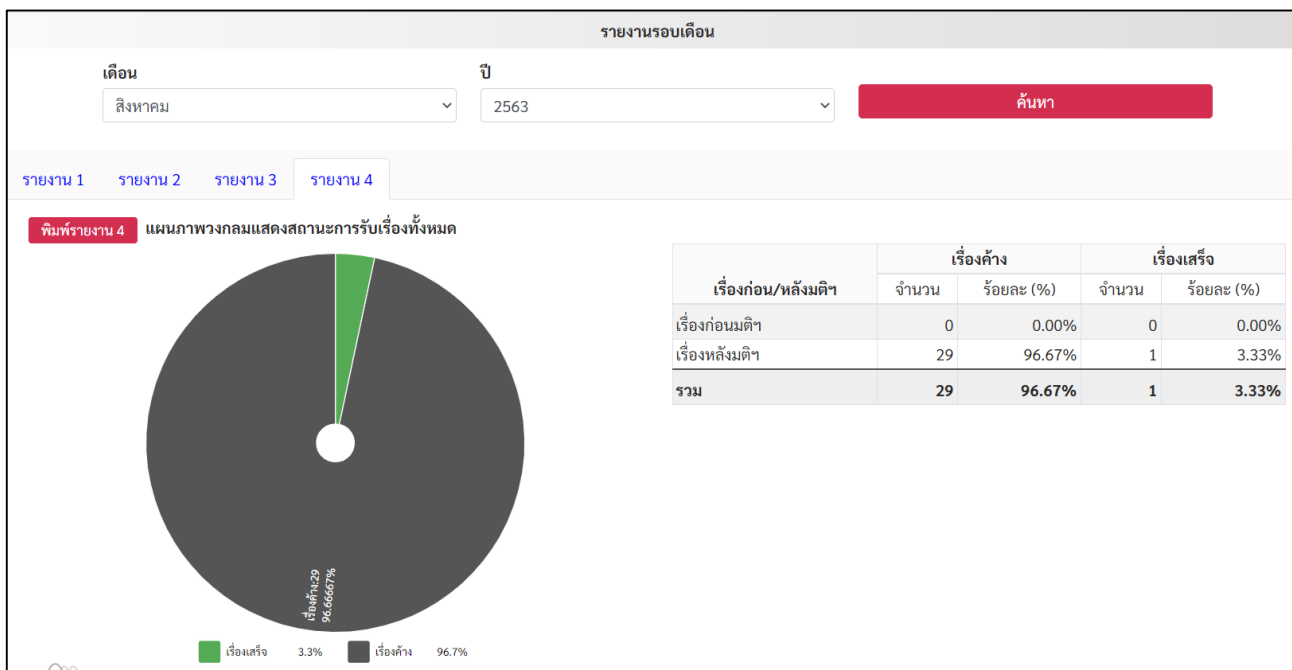 รายงานรอบเดือน
เดือน ปี
สิงหาคม 2563 ค้นหา
รายงาน 1 รายงาน 2 รายงาน 3 รายงาน 4
พิมพ์รายงาน 4 แผนภาพวงกลมแสดงสถานะการรับเรื่องทั้งหมด
เรื่องก่อน/หลังมติฯ เรื่องค้าง เรื่องเสร็จ
จำนวน ร้อยละ (%) จำนวน ร้อยละ (%)
เรื่องก่อนมติฯ 0 0.00% 0 0.00%
เรื่องหลังมติฯ 29 96.67% 1 3.33%
รวม 29 96.67% 1 3.33%
เรื่องค้าง:29
96.66667%
เรื่องเสร็จ 3.3% เรื่องค้าง 96.7%